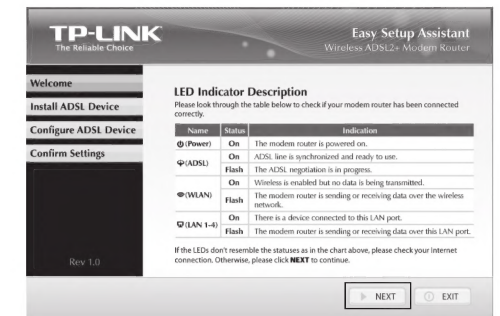 TP-LINK
The Reliable Choice
Easy Setup Assistant
Wireless ADSL2+ Modem Router
Welcome
Install ADSL Device
Configure ADSL Device
Confirm Settings
Rev 1.0
LED Indicator Description
Please look through the table below to check if your modem router has been connected
correctly.
Name Status Indication
(Power) On The modem router is powered on.
(ADSL) On ADSL line is synchronized and ready to use.
Flash The ADSL negotiation is in progress.
(WLAN) On Wireless is enabled but no data is being transmitted.
Flash The modem router is sending or receiving data over the wireless
network.
(LAN 1-4) On There is a device connected to this LAN port.
Flash The modem router is sending or receiving data over this LAN port.
If the LEDs don't resemble the statuses as in the chart above, please check your Internet
connection. Otherwise, please click NEXT to continue.
NEXT
EXIT